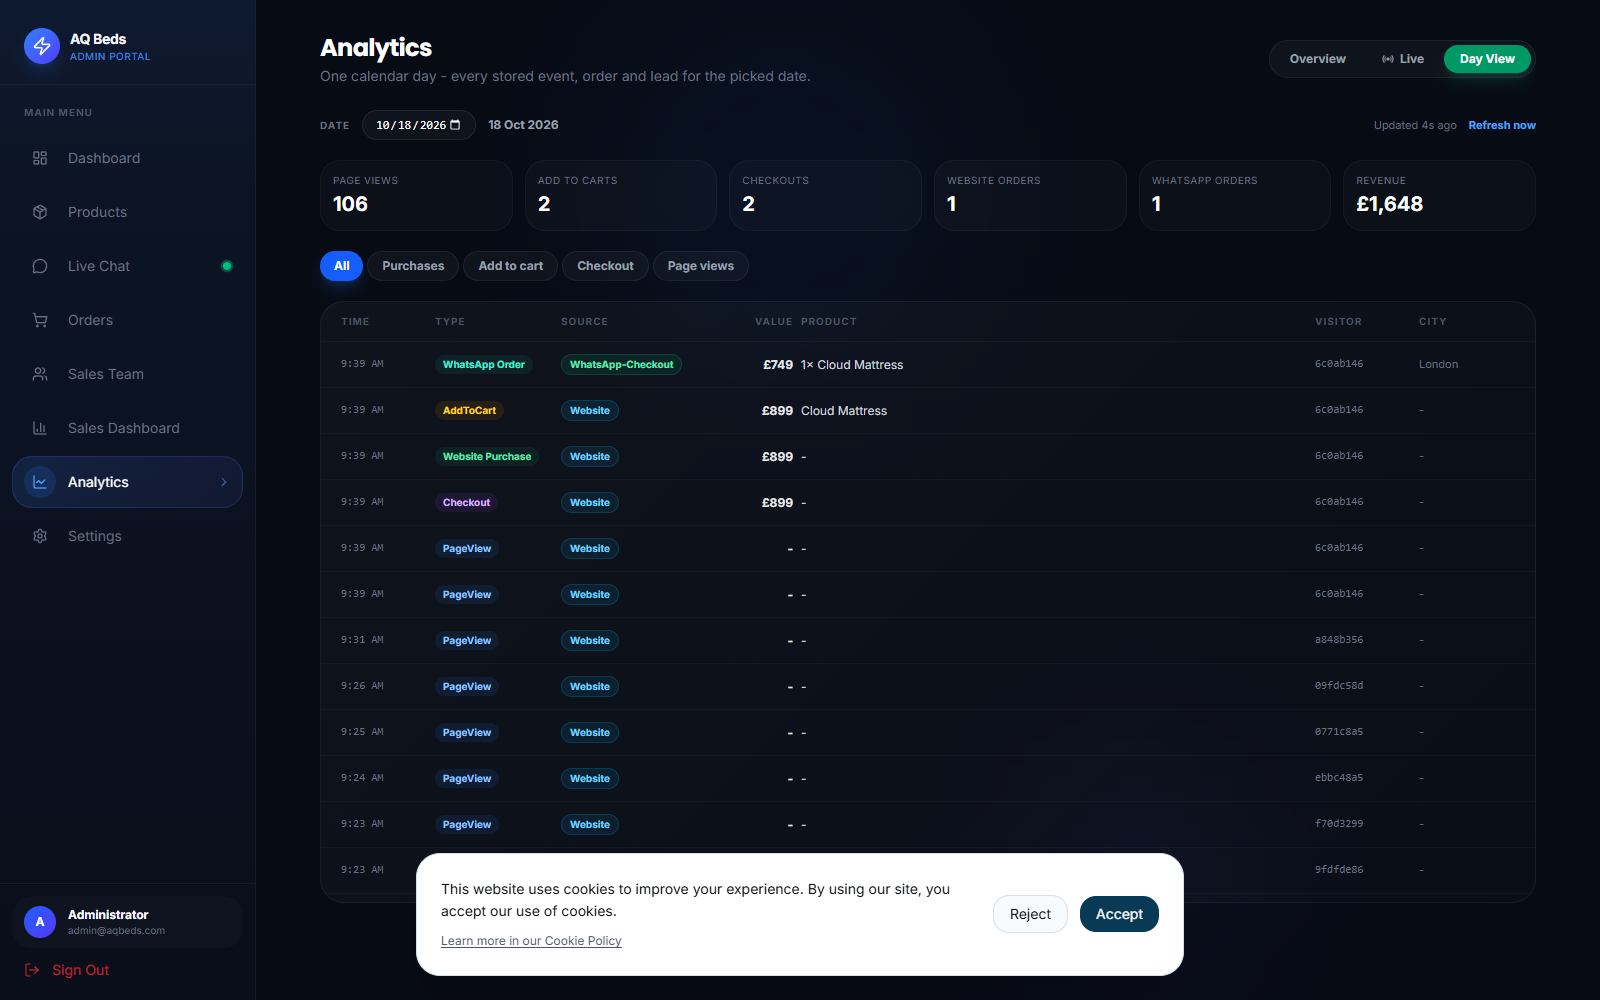 AQ Beds
ADMIN PORTAL
MAIN MENU
Dashboard
Products
Live Chat
Orders
Sales Team
Sales Dashboard
Analytics
Settings
A
Administrator
admin@aqbeds.com
Sign Out
Analytics
One calendar day - every stored event, order and lead for the picked date.
Overview Live Day View
DATE 10/18/2026 18 Oct 2026
Updated 4s ago Refresh now
PAGE VIEWS
106
ADD TO CARTS
2
CHECKOUTS
2
WEBSITE ORDERS
1
WHATSAPP ORDERS
1
REVENUE
£1,648
All Purchases Add to cart Checkout Page views
TIME TYPE SOURCE VALUE PRODUCT VISITOR CITY
9:39 AM WhatsApp Order WhatsApp-Checkout £749 1× Cloud Mattress 6c0ab146 London
9:39 AM AddToCart Website £899 Cloud Mattress 6c0ab146 -
9:39 AM Website Purchase Website £899 - 6c0ab146 -
9:39 AM Checkout Website £899 - 6c0ab146 -
9:39 AM PageView Website - - 6c0ab146 -
9:39 AM PageView Website - - 6c0ab146 -
9:31 AM PageView Website - - a848b356 -
9:26 AM PageView Website - - 09fdc58d -
9:25 AM PageView Website - - 0771c8a5 -
9:24 AM PageView Website - - ebbc48a5 -
9:23 AM PageView Website - - f70d3299 -
9:23 AM 9fdfde86 -
This website uses cookies to improve your experience. By using our site, you
accept our use of cookies.
Learn more in our Cookie Policy
Reject Accept